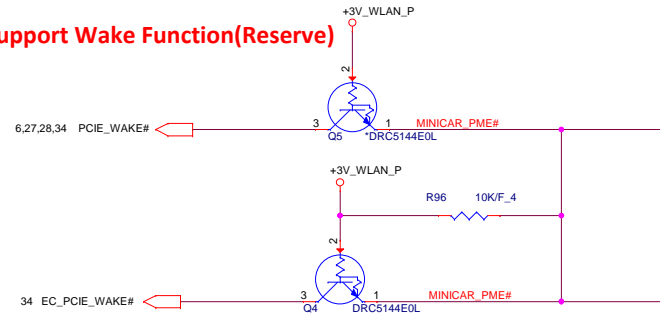 +3V_WLAN_P
upport Wake Function(Reserve)
2
6,27,28,34 PCIE_WAKE#
3
1
MINICAR_PME#
Q5
*DRC5144E0L
+3V_WLAN_P
R96
10K/F_4
2
34 EC_PCIE_WAKE#
3
1
MINICAR_PME#
Q4
DRC5144E0L